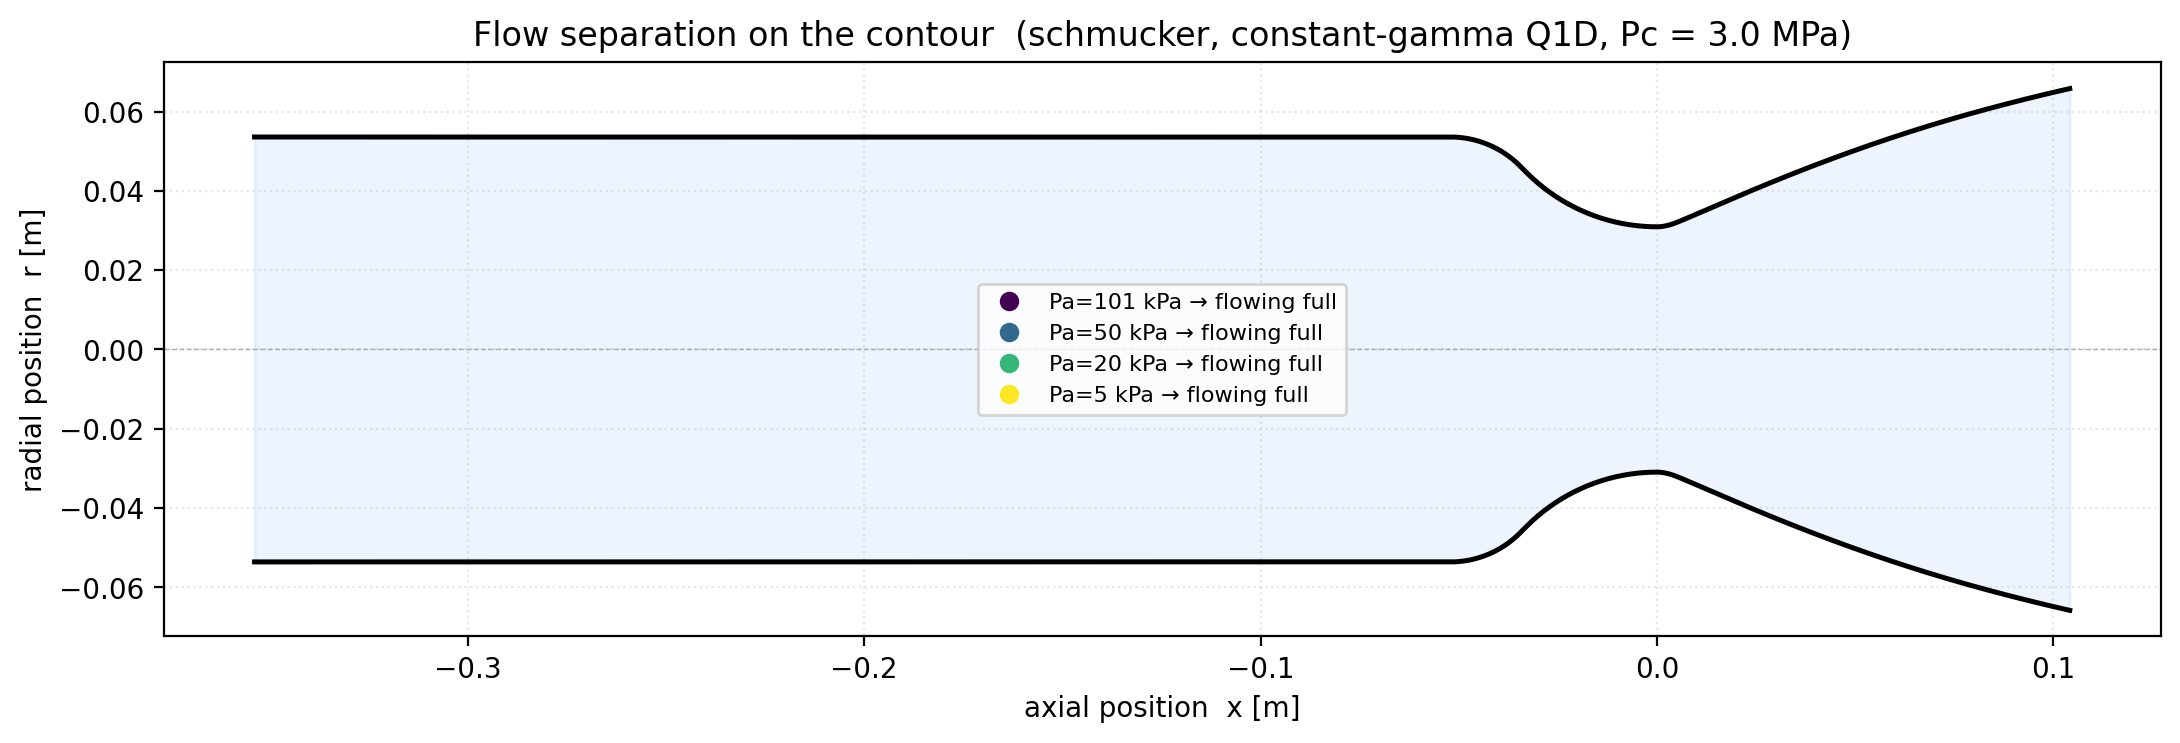 Flow separation on the contour  (schmucker, constant-gamma Q1D, Pc = 3.0 MPa)
radial position  r [m]
0.06
0.04
0.02
0.00
−0.02
−0.04
−0.06
Pa=101 kPa → flowing full
Pa=50 kPa → flowing full
Pa=20 kPa → flowing full
Pa=5 kPa → flowing full
−0.3
−0.2
−0.1
0.0
0.1
axial position  x [m]